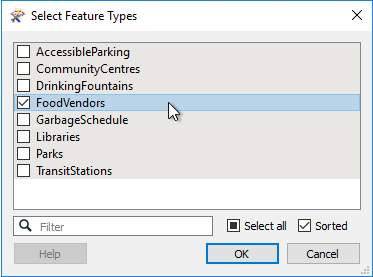 Select Feature Types
AccessibleParking
CommunityCentres
DrinkingFountains
FoodVendors
GarbageSchedule
Libraries
Parks
TransitStations
Filter
Select all
Sorted
Help
OK
Cancel